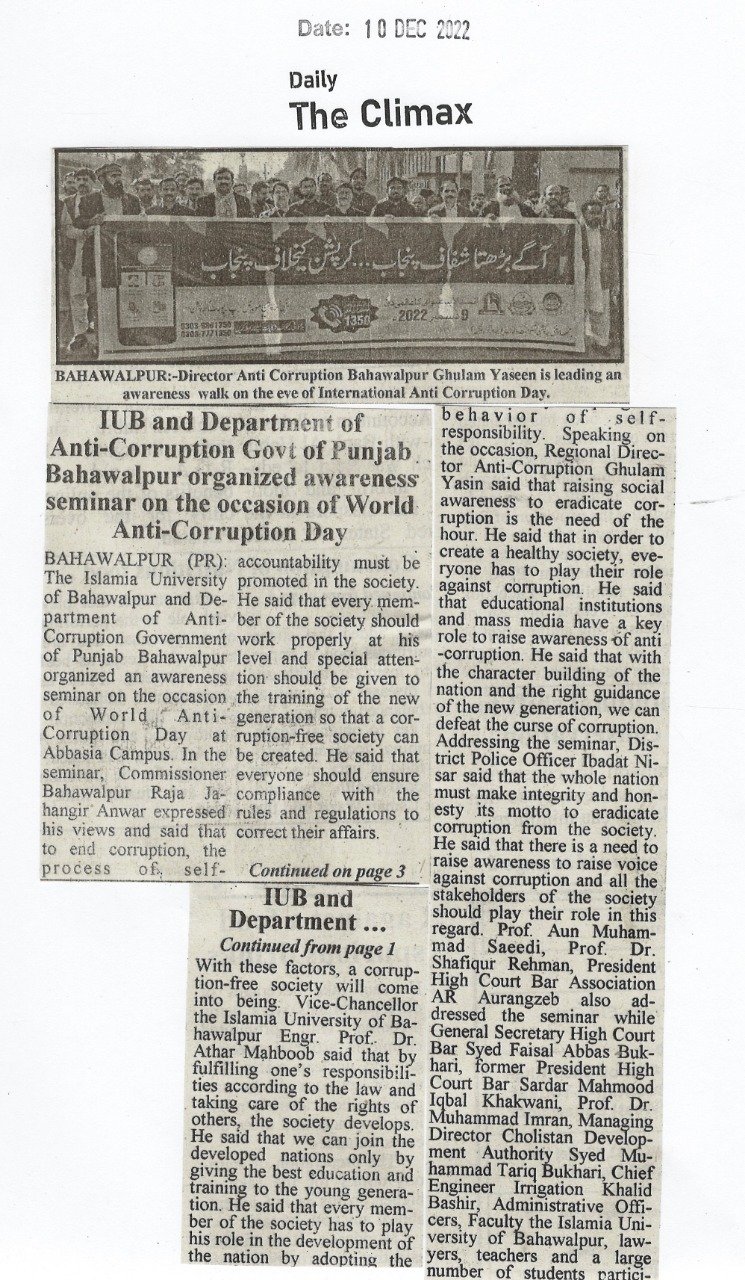 Date: 10 DEC 2022
Daily
The Climax
آگے بڑھتا شفاف پنجاب...کرپشن کیخلاف پنجاب
1350
9 دسمبر 2022
BAHAWALPUR:-Director Anti Corruption Bahawalpur Ghulam Yaseen is leading an
awareness walk on the eve of International Anti Corruption Day.
IUB and Department of
Anti-Corruption Govt of Punjab
Bahawalpur organized awareness
seminar on the occasion of World
Anti-Corruption Day
BAHAWALPUR (PR):
The Islamia University
of Bahawalpur and De-
partment of Anti-
Corruption Government
of Punjab Bahawalpur
organized an awareness
seminar on the occasion
of World Anti-
Corruption Day at
Abbasia Campus. In the
seminar, Commissioner
Bahawalpur Raja Ja-
hangir Anwar expressed
his views and said that
to end corruption, the
process of self-
accountability must be
promoted in the society.
He said that every mem-
ber of the society should
work properly at his
level and special atten-
tion should be given to
the training of the new
generation so that a cor-
ruption-free society can
be created. He said that
everyone should ensure
compliance with the
rules and regulations to
correct their affairs.
Continued on page 3
IUB and
Department ...
Continued from page 1
With these factors, a corrup-
tion-free society will come
into being. Vice-Chancellor
the Islamia University of Ba-
hawalpur Engr. Prof. Dr.
Athar Mahboob said that by
fulfilling one's responsibili-
ties according to the law and
taking care of the rights of
others, the society develops.
He said that we can join the
developed nations only by
giving the best education and
training to the young genera-
tion. He said that every mem-
ber of the society has to play
his role in the development of
the nation by adopting the
behavior of self-
responsibility. Speaking on
the occasion, Regional Direc-
tor Anti-Corruption Ghulam
Yasin said that raising social
awareness to eradicate cor-
ruption is the need of the
hour. He said that in order to
create a healthy society, eve-
ryone has to play their role
against corruption. He said
that educational institutions
and mass media have a key
role to raise awareness of anti
-corruption. He said that with
the character building of the
nation and the right guidance
of the new generation, we can
defeat the curse of corruption.
Addressing the seminar, Dis-
trict Police Officer Ibadat Ni-
sar said that the whole nation
must make integrity and hon-
esty its motto to eradicate
corruption from the society.
He said that there is a need to
raise awareness to raise voice
against corruption and all the
stakeholders of the society
should play their role in this
regard. Prof. Aun Muham-
mad Saeedi, Prof. Dr.
Shafiqur Rehman, President
High Court Bar Association
AR Aurangzeb also ad-
dressed the seminar while
General Secretary High Court
Bar Syed Faisal Abbas Buk-
hari, former President High
Court Bar Sardar Mahmood
Iqbal Khakwani, Prof. Dr.
Muhammad Imran, Managing
Director Cholistan Develop-
ment Authority Syed Mu-
hammad Tariq Bukhari, Chief
Engineer Irrigation Khalid
Bashir, Administrative Offi-
cers, Faculty the Islamia Uni-
versity of Bahawalpur, law-
yers, teachers and a large
number of students partici-